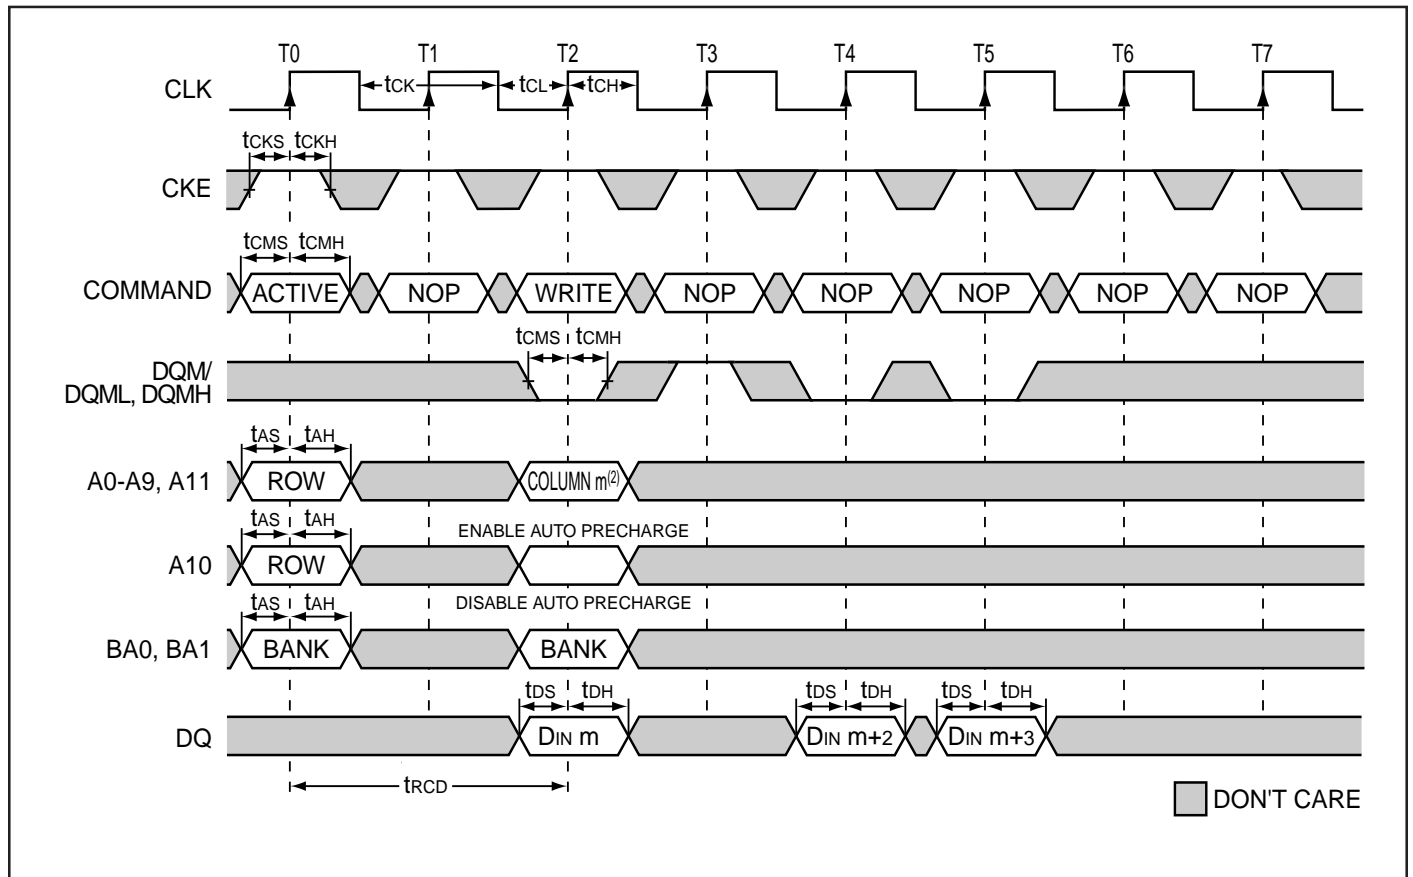 T0 T1 T2 T3 T4 T5 T6 T7
CLK tCK tCL tCH
tCKS tCKH
CKE
tCMS tCMH
COMMAND ACTIVE NOP WRITE NOP NOP NOP NOP NOP
tCMS tCMH
DQM/
DQML, DQMH
tAS tAH
A0-A9, A11 ROW COLUMN m(2)
tAS tAH ENABLE AUTO PRECHARGE
A10 ROW
tAS tAH DISABLE AUTO PRECHARGE
BA0, BA1 BANK BANK
tDS tDH tDS tDH tDS tDH
DQ DIN m DIN m+2 DIN m+3
tRCD
DON'T CARE